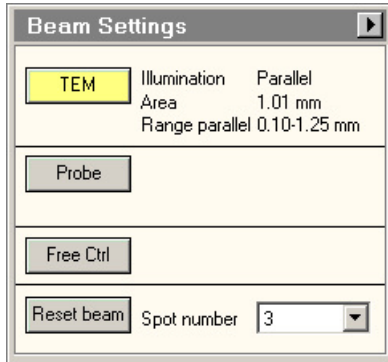 Beam Settings
TEM
Illumination Parallel
Area 1.01 mm
Range parallel 0.10-1.25 mm
Probe
Free Ctrl
Reset beam Spot number 3